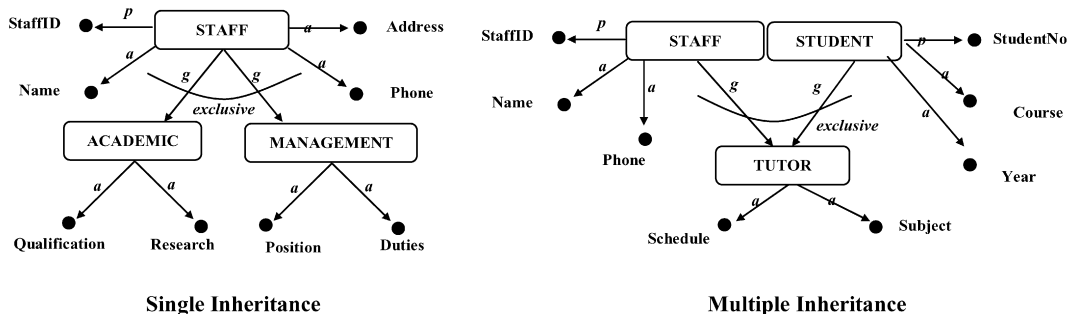 StaffID
p
STAFF
a
Address
a
g
g
a
Name
exclusive
Phone
ACADEMIC
MANAGEMENT
a
a
a
a
Qualification
Research
Position
Duties
Single Inheritance
StaffID
p
STAFF
STUDENT
p
StudentNo
a
a
g
g
a
a
Name
exclusive
Course
Phone
TUTOR
Year
a
a
Schedule
Subject
Multiple Inheritance